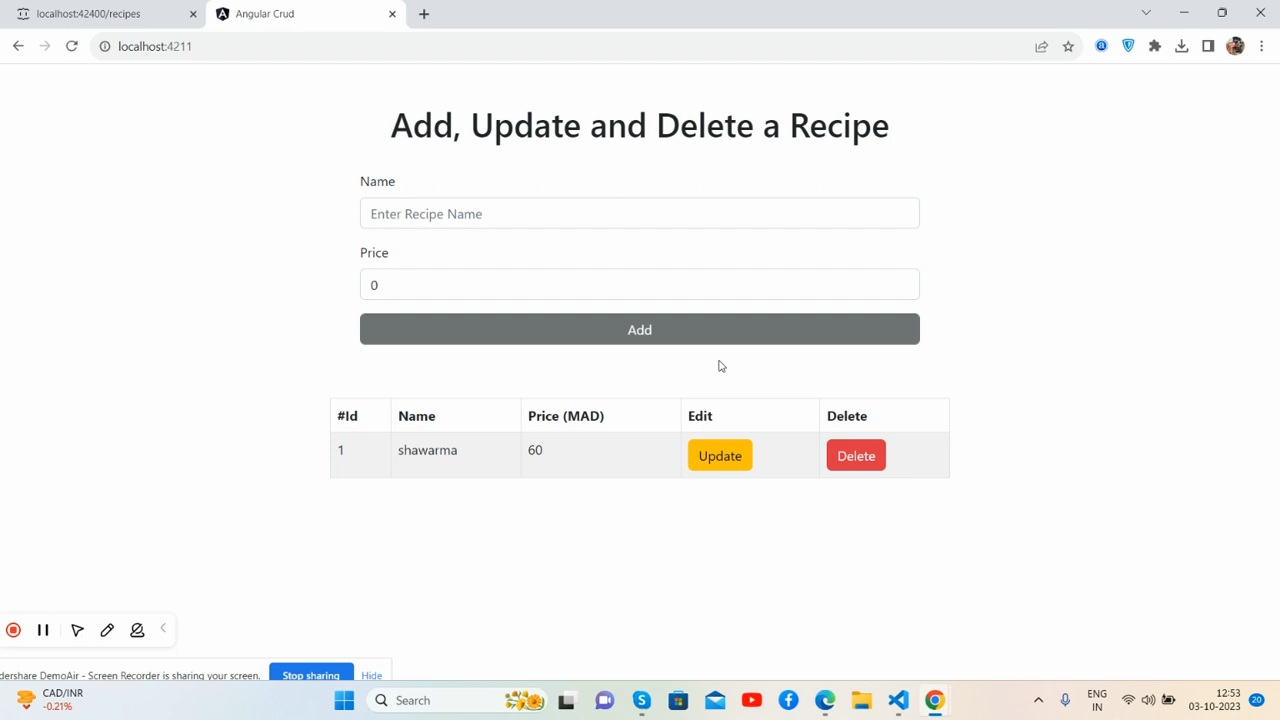 localhost:42400/recipes
Angular Crud
localhost:4211
Add, Update and Delete a Recipe
Name
Enter Recipe Name
Price
0
Add
#Id Name Price (MAD) Edit Delete
1 shawarma 60 Update Delete
dershare DemoAir - Screen Recorder is sharing your screen. Stop sharing Hide
CAD/INR
-0.21%
Search
ENG
IN
12:53
03-10-2023
20